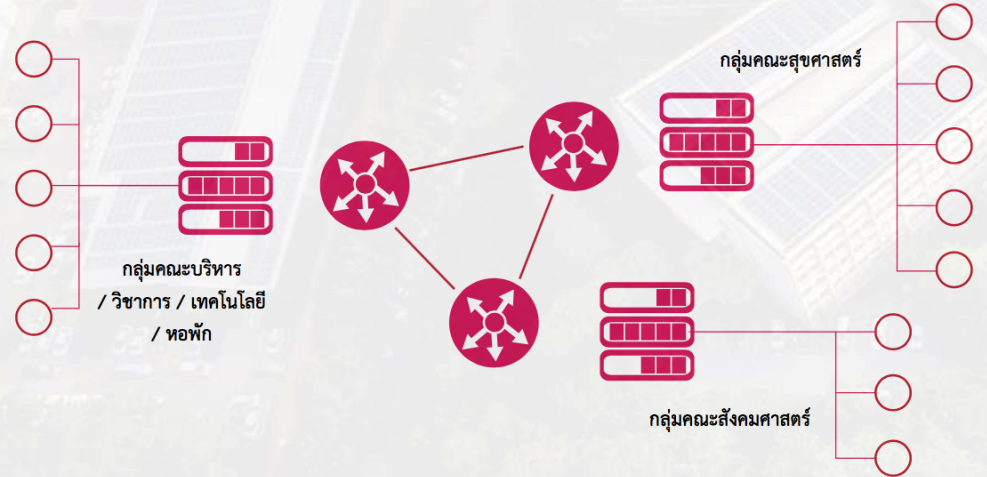 กลุ่มคณะสุขศาสตร์
กลุ่มคณะบริหาร
/ วิชาการ / เทคโนโลยี
/ หอพัก
กลุ่มคณะสังคมศาสตร์